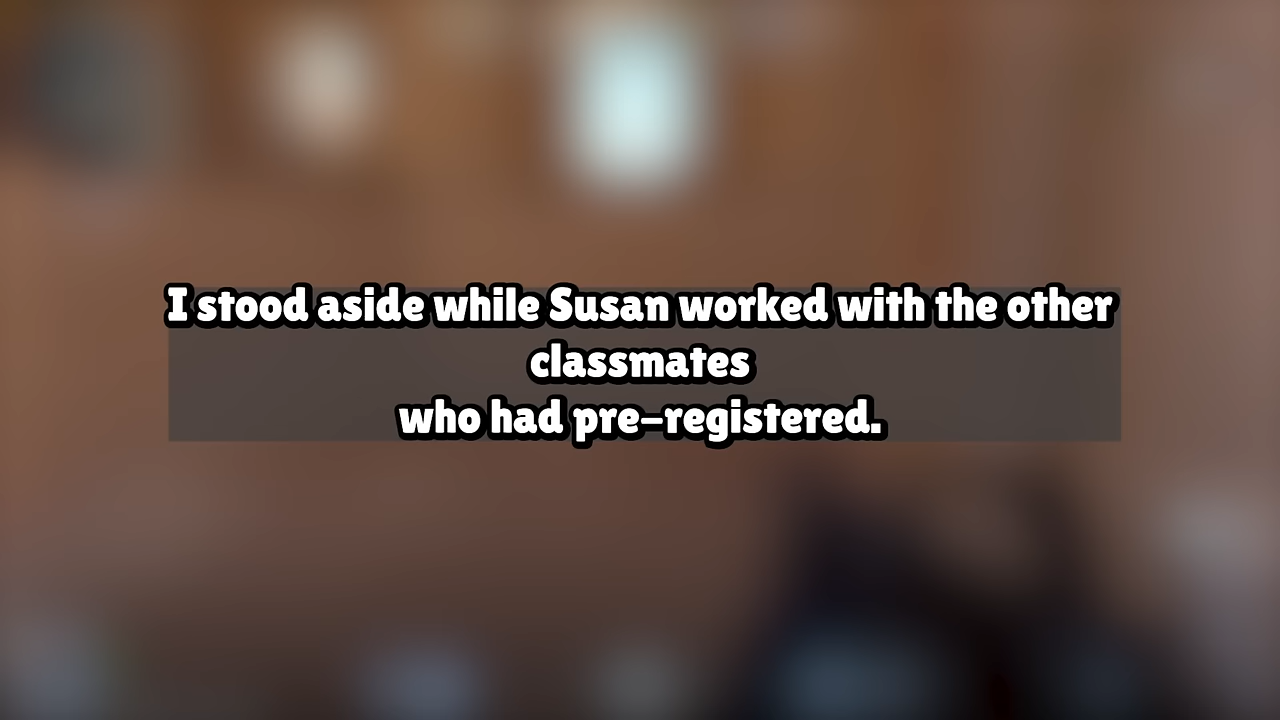 I stood aside while Susan worked with the other
classmates
who had pre-registered.